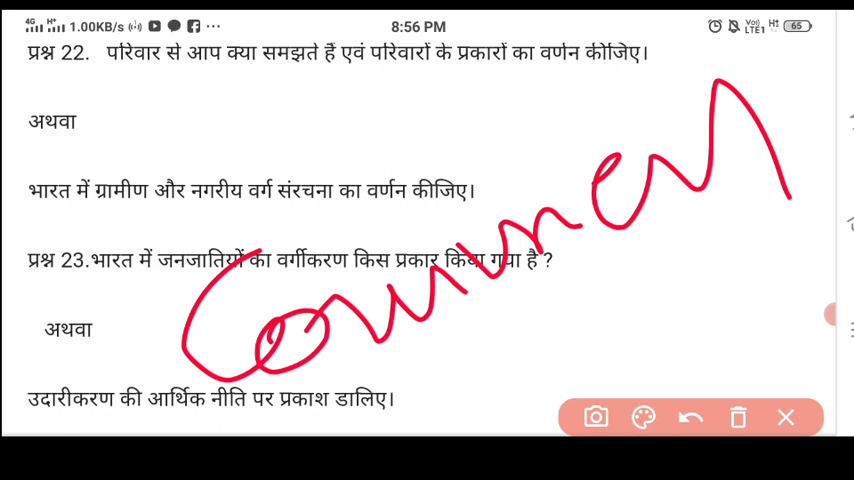 4G H+ 1.00KB/s ... 8:56 PM Vo) LTE1 H+ 65
प्रश्न 22. परिवार से आप क्या समझते हैं एवं परिवारों के प्रकारों का वर्णन कीजिए।
अथवा
भारत में ग्रामीण और नगरीय वर्ग संरचना का वर्णन कीजिए।
प्रश्न 23.भारत में जनजातियों का वर्गीकरण किस प्रकार किया गया है ?
अथवा
उदारीकरण की आर्थिक नीति पर प्रकाश डालिए।